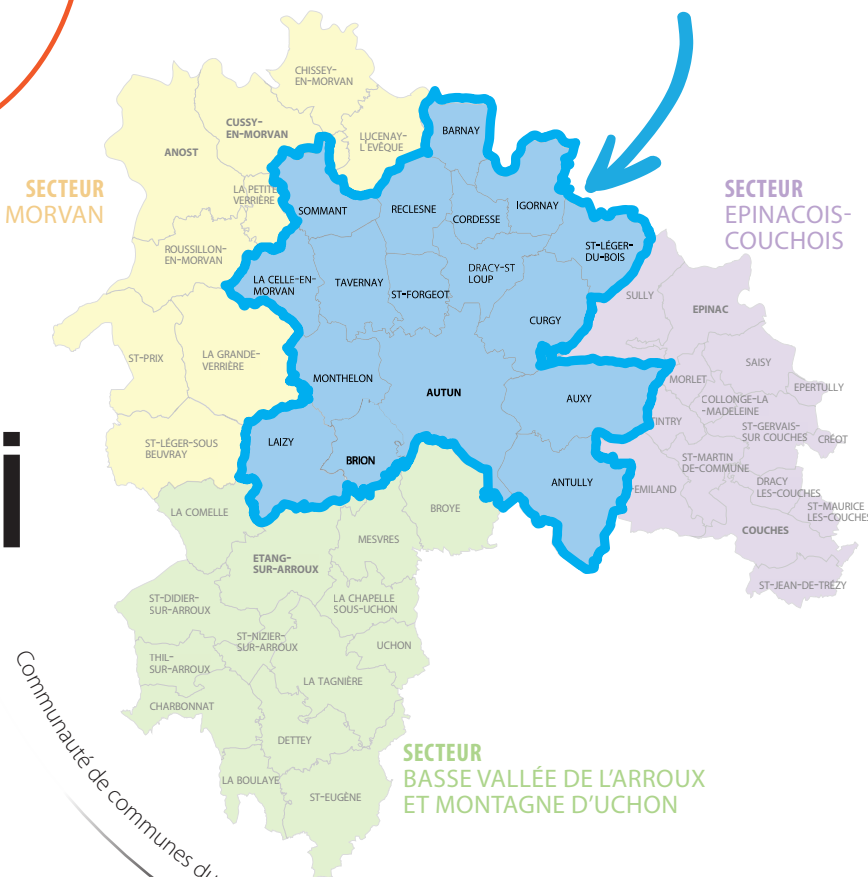 CHISSEY-
EN-MORVAN
CUSSY-
EN-MORVAN
LUCENAY-
L'EVÊQUE
ANOST
BARNAY
SECTEUR
MORVAN
LA PETITE
VERRIÈRE
SOMMANT
RECLESNE
CORDESSE
IGORNAY
SECTEUR
EPINACOIS-
COUCHOIS
ROUSSILLON-
EN-MORVAN
ST-LÉGER-
DU-BOIS
LA CELLE-EN-
MORVAN
TAVERNAY
ST-FORGEOT
DRACY-ST
LOUP
SULLY
EPINAC
CURGY
ST-PRIX
LA GRANDE-
VERRIÈRE
SAISY
MONTHELON
AUTUN
AUXY
MORLET
EPERTULLY
COLLONGE-LA
-MADELEINE
INTRY
ST-GERVAIS-
SUR COUCHES
CRÉOT
ST-LÉGER-SOUS
BEUVRAY
LAIZY
BRION
ST-MARTIN
DE-COMMUNE
i
ANTULLY
EMILAND
DRACY
LES-COUCHES
ST-MAURICE
LES-COUCHES
LA COMELLE
BROYE
COUCHES
MESVRES
ETANG-
SUR-ARROUX
ST-JEAN-DE-TRÉZY
ST-DIDIER-
SUR-ARROUX
LA CHAPELLE
SOUS-UCHON
ST-NIZIER-
SUR-ARROUX
UCHON
THIL-
SUR-ARROUX
LA TAGNIÈRE
CHARBONNAT
DETTEY
SECTEUR
BASSE VALLÉE DE L'ARROUX
ET MONTAGNE D'UCHON
LA BOULAYE
ST-EUGÈNE
Communauté de communes du